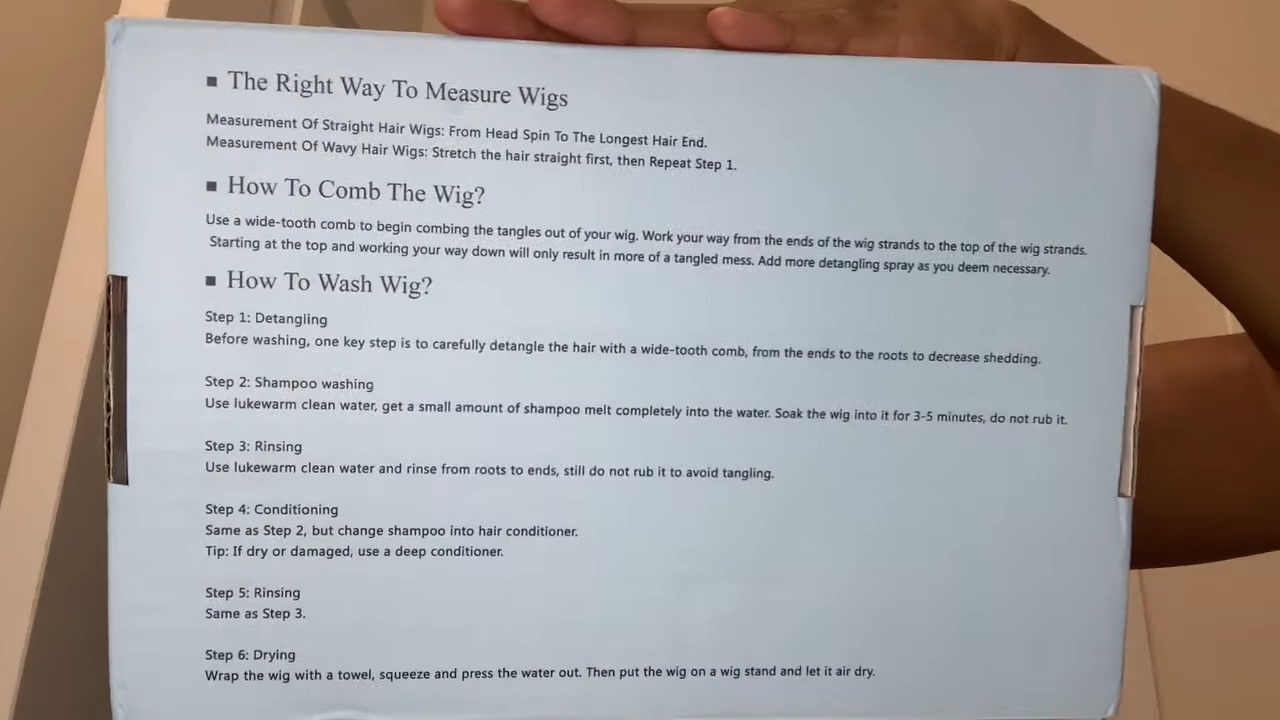 ▪ The Right Way To Measure Wigs
Measurement Of Straight Hair Wigs: From Head Spin To The Longest Hair End.
Measurement Of Wavy Hair Wigs: Stretch the hair straight first, then Repeat Step 1.
▪ How To Comb The Wig?
Use a wide-tooth comb to begin combing the tangles out of your wig. Work your way from the ends of the wig strands to the top of the wig strands.
Starting at the top and working your way down will only result in more of a tangled mess. Add more detangling spray as you deem necessary.
▪ How To Wash Wig?
Step 1: Detangling
Before washing, one key step is to carefully detangle the hair with a wide-tooth comb, from the ends to the roots to decrease shedding.
Step 2: Shampoo washing
Use lukewarm clean water, get a small amount of shampoo melt completely into the water. Soak the wig into it for 3-5 minutes, do not rub it.
Step 3: Rinsing
Use lukewarm clean water and rinse from roots to ends, still do not rub it to avoid tangling.
Step 4: Conditioning
Same as Step 2, but change shampoo into hair conditioner.
Tip: If dry or damaged, use a deep conditioner.
Step 5: Rinsing
Same as Step 3.
Step 6: Drying
Wrap the wig with a towel, squeeze and press the water out. Then put the wig on a wig stand and let it air dry.